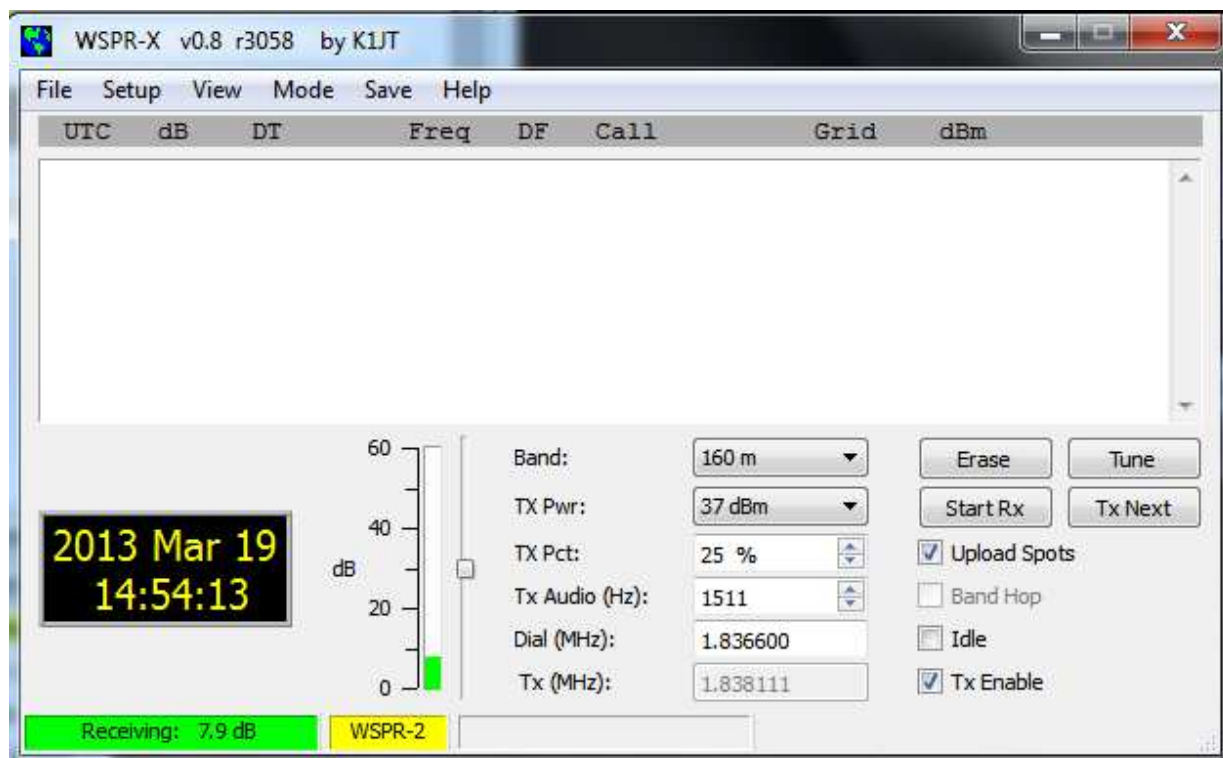 WSPR-X v0.8 r3058 by K1JT
File Setup View Mode Save Help
UTC dB DT Freq DF Call Grid dBm
60
40
dB
20
0
2013 Mar 19
14:54:13
Band: 160 m
TX Pwr: 37 dBm
TX Pct: 25 %
Tx Audio (Hz): 1511
Dial (MHz): 1.836600
Tx (MHz): 1.838111
Erase Tune
Start Rx Tx Next
Upload Spots
Band Hop
Idle
Tx Enable
Receiving: 7.9 dB WSPR-2